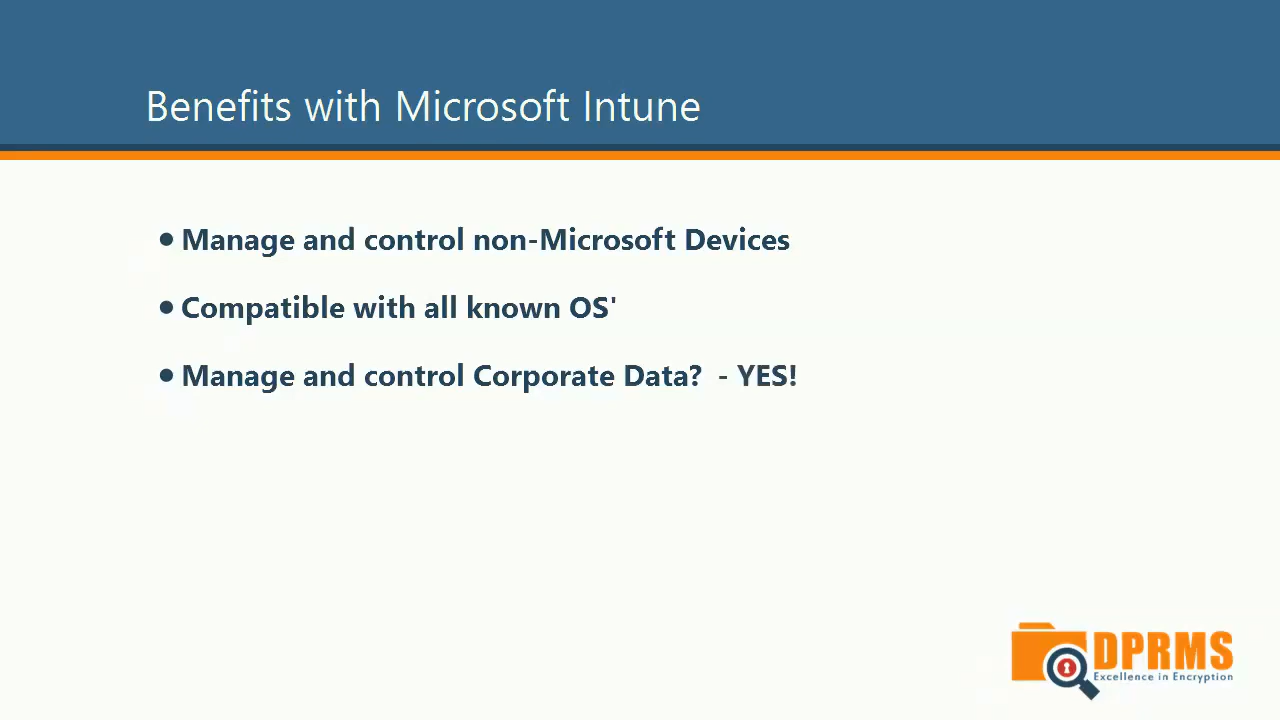 Benefits with Microsoft Intune
• Manage and control non-Microsoft Devices
• Compatible with all known OS'
• Manage and control Corporate Data? - YES!
DPRMS
Excellence in Encryption